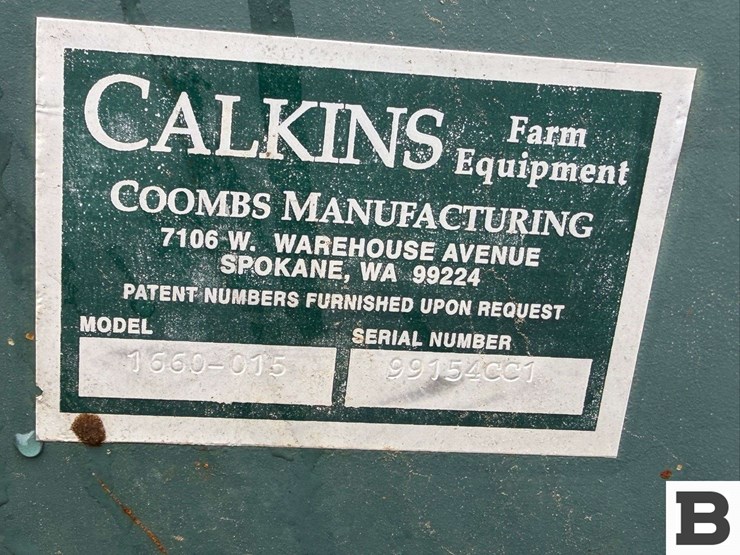 CALKINS Farm Equipment
COOMBS MANUFACTURING
7106 W. WAREHOUSE AVENUE
SPOKANE, WA 99224
PATENT NUMBERS FURNISHED UPON REQUEST
MODEL SERIAL NUMBER
1660-015 99154CC1
B